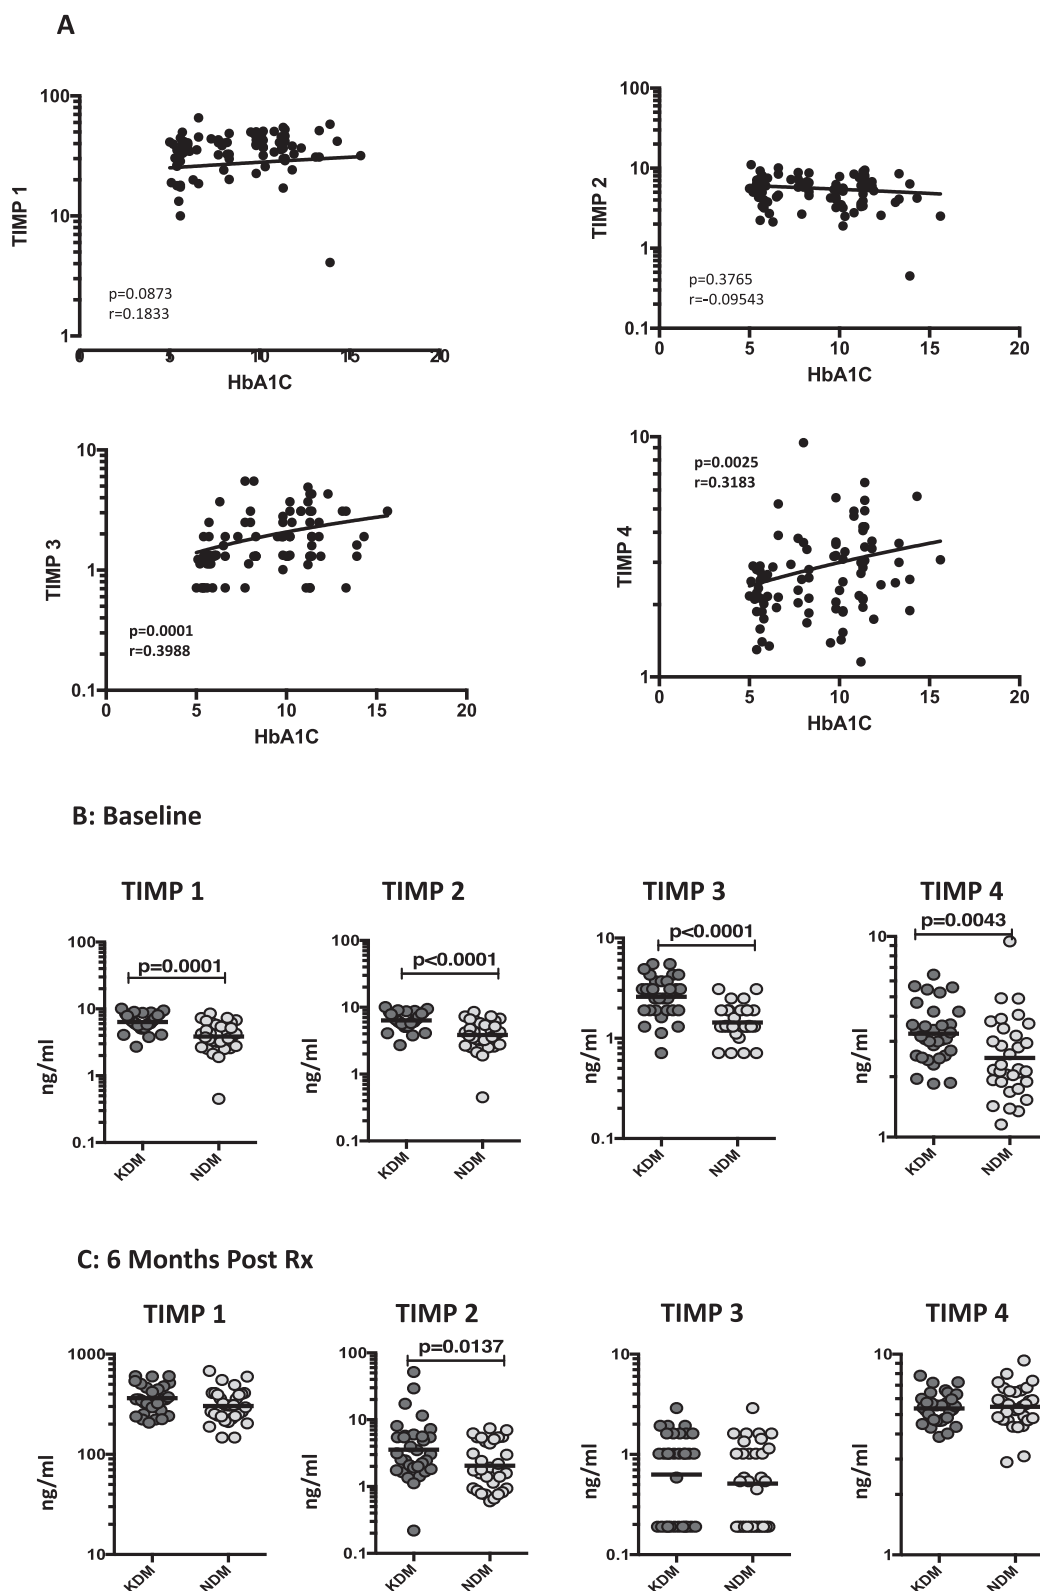 A
TIMP 1
100
10
1
0
5
10
15
20
HbA1C
p=0.0873
r=0.1833
TIMP 2
100
10
1
0.1
0
5
10
15
20
HbA1C
p=0.3765
r=-0.09543
TIMP 3
10
1
0.1
0
5
10
15
20
HbA1C
p=0.0001
r=0.3988
TIMP 4
10
1
0
5
10
15
20
HbA1C
p=0.0025
r=0.3183
B: Baseline
TIMP 1
p=0.0001
ng/ml
100
10
1
0.1
KDM
NDM
TIMP 2
p<0.0001
ng/ml
100
10
1
0.1
KDM
NDM
TIMP 3
p<0.0001
ng/ml
10
1
0.1
KDM
NDM
TIMP 4
p=0.0043
ng/ml
10
1
KDM
NDM
C: 6 Months Post Rx
TIMP 1
ng/ml
1000
100
10
KDM
NDM
TIMP 2
p=0.0137
ng/ml
100
10
1
0.1
KDM
NDM
TIMP 3
ng/ml
10
1
0.1
KDM
NDM
TIMP 4
ng/ml
10
1
KDM
NDM